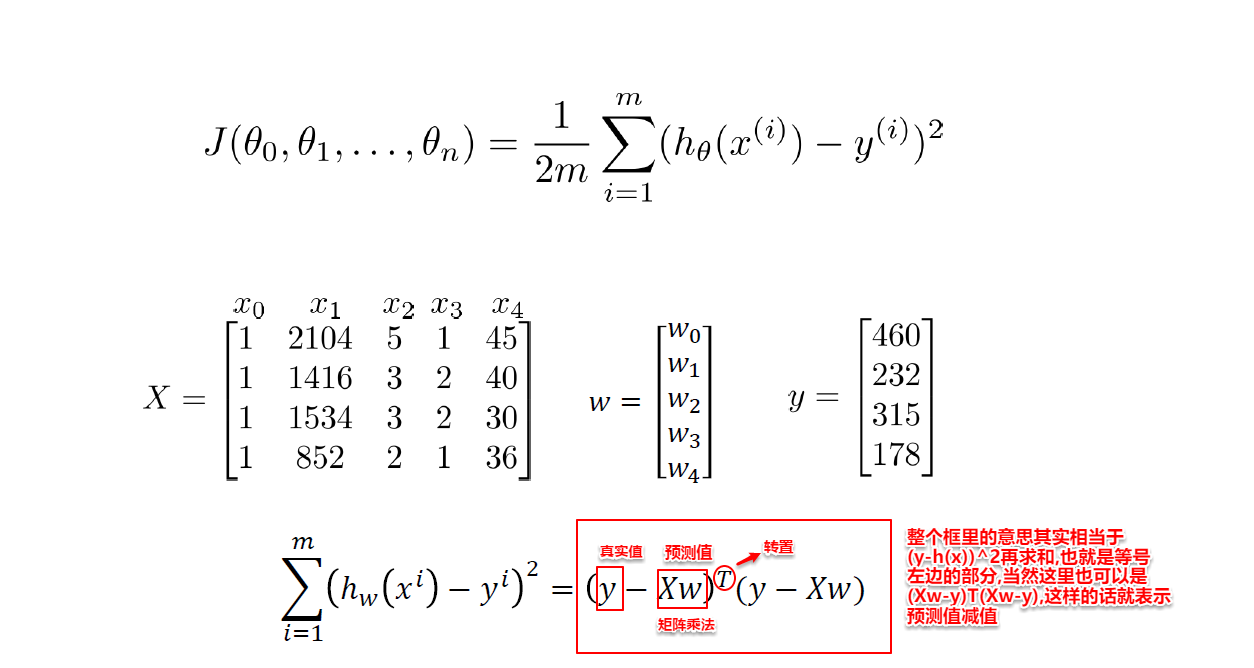 J(θ₀, θ₁, . . . , θₙ) = 1/2m ∑ᵢ₌₁ᵐ (h_θ(x⁽ⁱ⁾) − y⁽ⁱ⁾)²
x₀ x₁ x₂ x₃ x₄
X = [1 2104 5 1 45
1 1416 3 2 40
1 1534 3 2 30
1 852 2 1 36]
w = [w₀
w₁
w₂
w₃
w₄]
y = [460
232
315
178]
∑ᵢ₌₁ᵐ (h_w(xⁱ) − yⁱ)² = (y − Xw)ᵀ(y − Xw)
真实值
预测值
转置
矩阵乘法
整个框里的意思其实相当于
(y-h(x))^2再求和,也就是等号
左边的部分,当然这里也可以是
(Xw-y)T(Xw-y),这样的话就表示
预测值减值